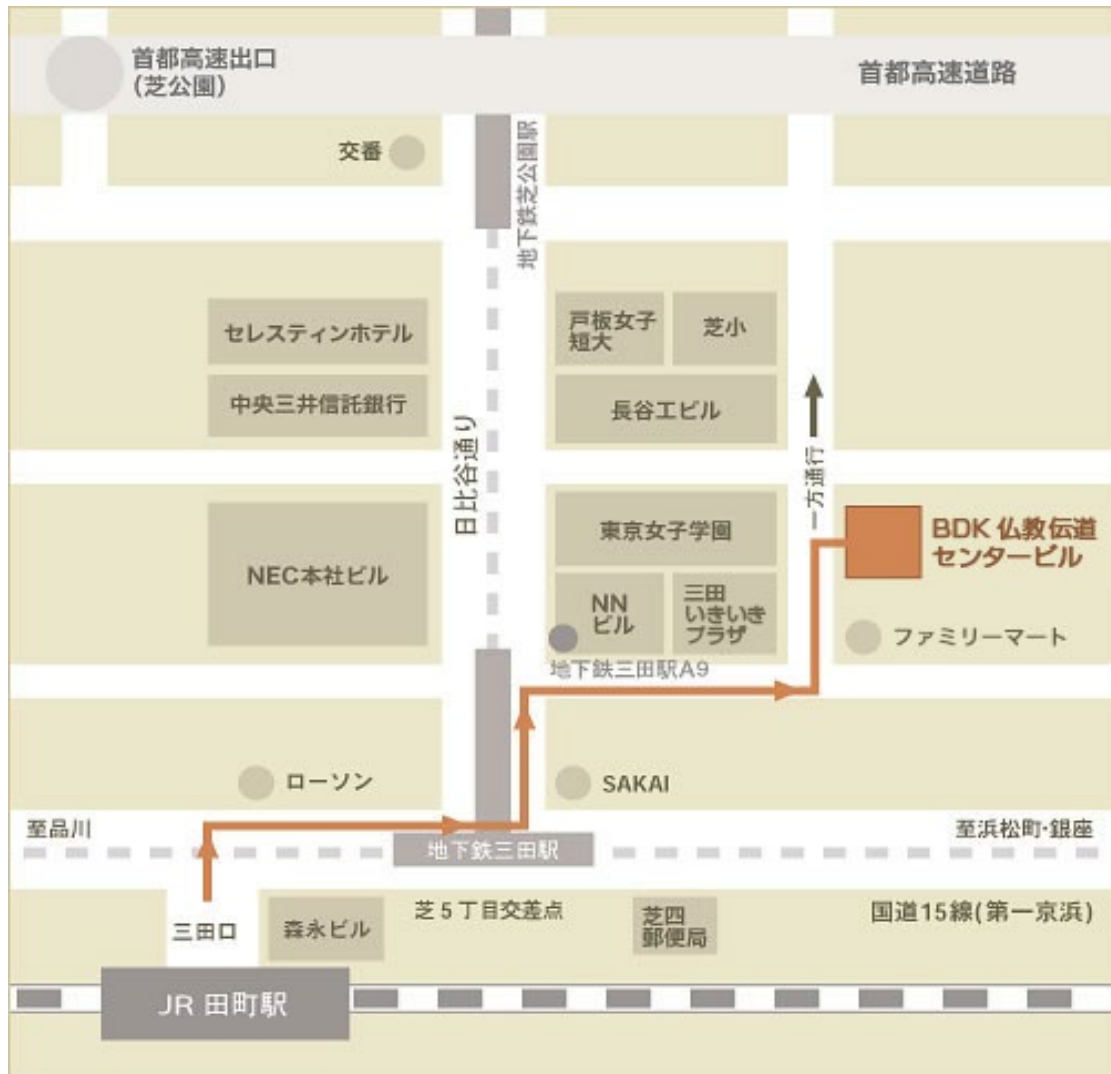 首都高速出口
(芝公園)
首都高速道路
交番
地下鉄芝公園駅
セレスティンホテル
戸板女子
短大
芝小
中央三井信託銀行
長谷工ビル
日比谷通り
一方通行
NEC本社ビル
東京女子学園
BDK 仏教伝道
センタービル
NN
ビル
三田
いきいき
プラザ
ファミリーマート
地下鉄三田駅A9
ローソン
SAKAI
至品川
至浜松町・銀座
地下鉄三田駅
三田口
森永ビル
芝5丁目交差点
芝四
郵便局
国道15線(第一京浜)
JR 田町駅